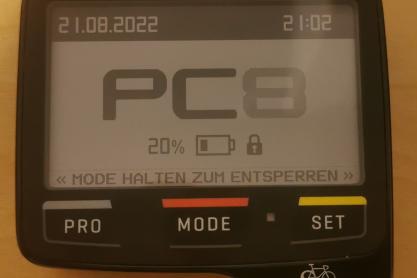 21.08.2022 21:02
PC8
20%
« MODE HALTEN ZUM ENTSPERREN »
PRO MODE SET